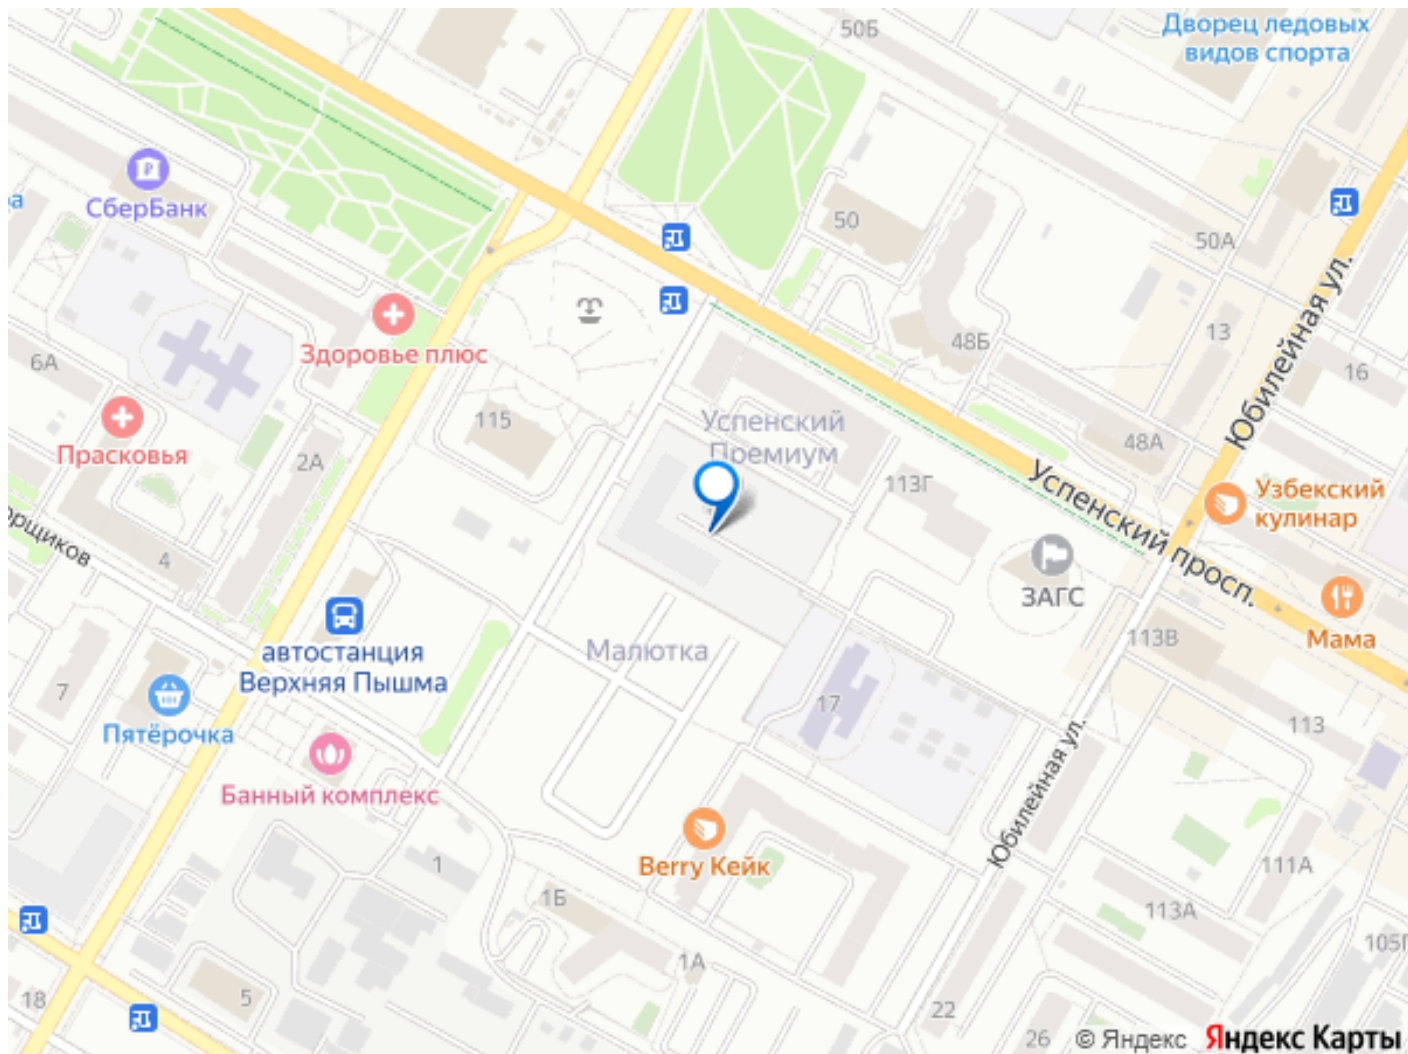 50Б
Дворец ледовых
видов спорта
СберБанк
50
50А
Здоровье плюс
6А
48Б
13
16
Юбилейная ул.
115
Успенский
Премиум
48А
Прасковья
2А
113Г
Успенский просп.
Узбекский
кулинар
4
ЗАГС
автостанция
Верхняя Пышма
Малютка
113В
Мама
7
Пятёрочка
17
113
Юбилейная ул.
Банный комплекс
1
Berry Кейк
111А
1Б
113А
1А
18
5
22
26
© Яндекс
Яндекс Карты